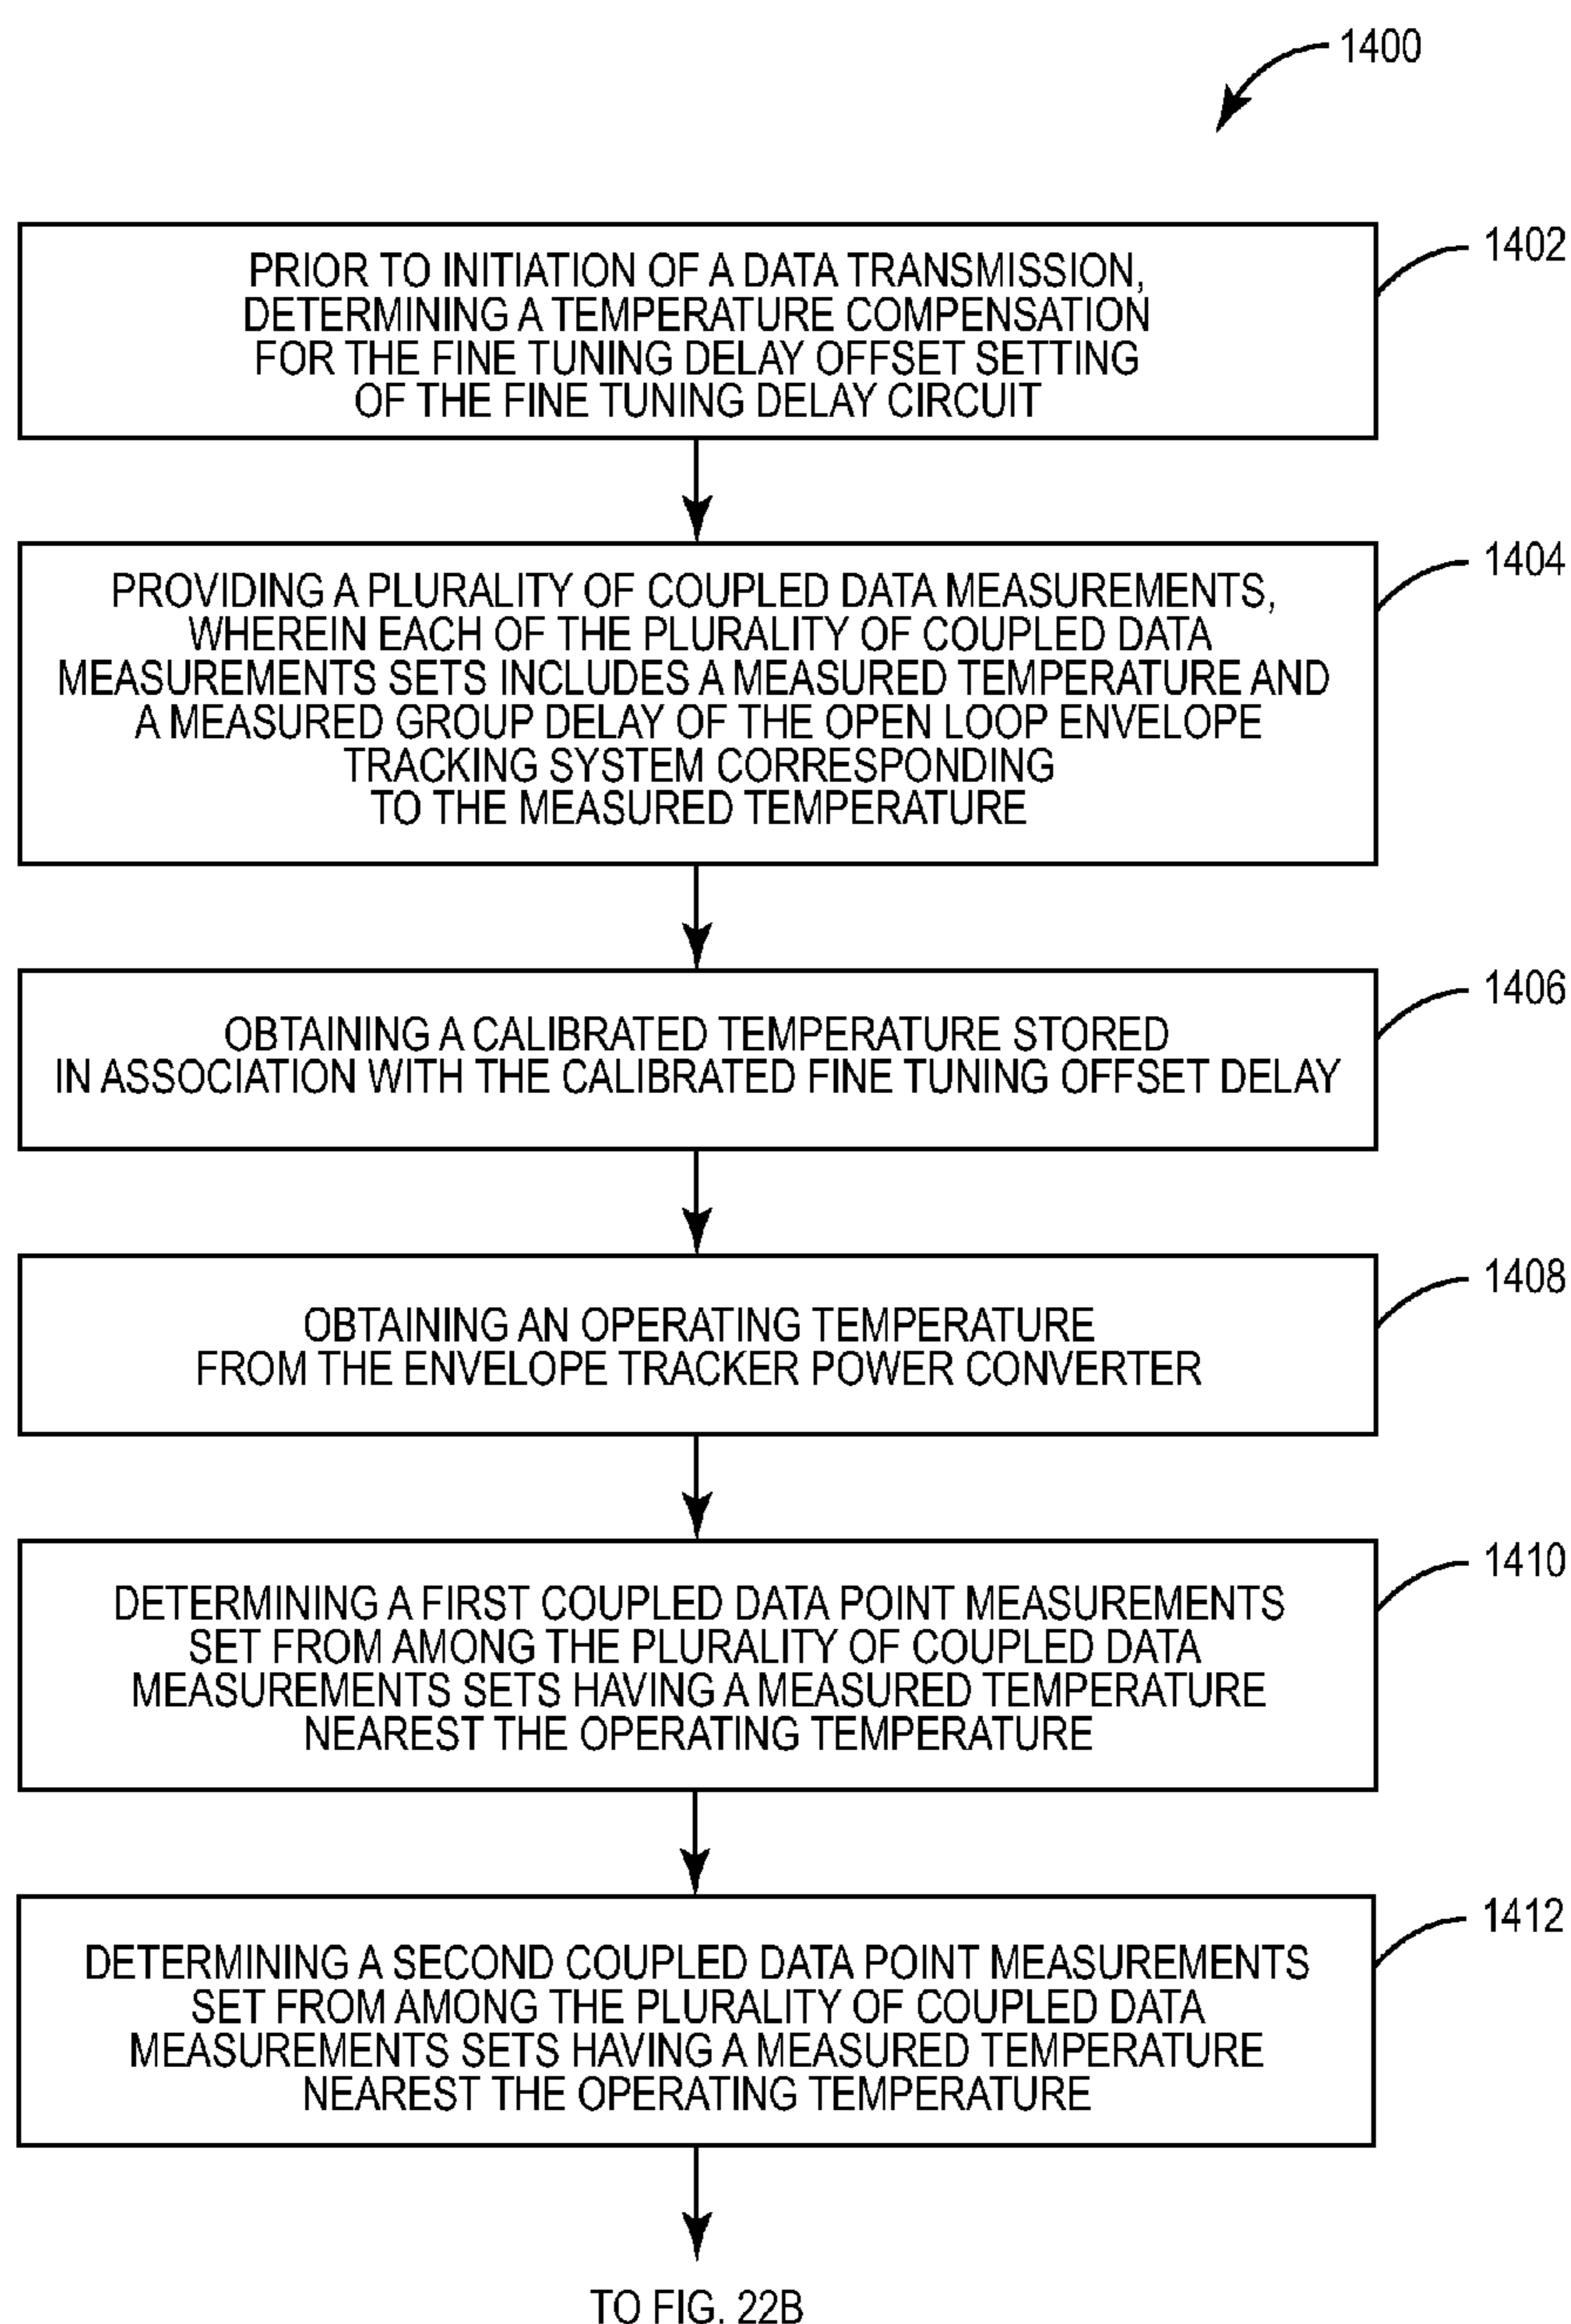 1400
1402
PRIOR TO INITIATION OF A DATA TRANSMISSION,
DETERMINING A TEMPERATURE COMPENSATION
FOR THE FINE TUNING DELAY OFFSET SETTING
OF THE FINE TUNING DELAY CIRCUIT
1404
PROVIDING A PLURALITY OF COUPLED DATA MEASUREMENTS,
WHEREIN EACH OF THE PLURALITY OF COUPLED DATA
MEASUREMENTS SETS INCLUDES A MEASURED TEMPERATURE AND
A MEASURED GROUP DELAY OF THE OPEN LOOP ENVELOPE
TRACKING SYSTEM CORRESPONDING
TO THE MEASURED TEMPERATURE
1406
OBTAINING A CALIBRATED TEMPERATURE STORED
IN ASSOCIATION WITH THE CALIBRATED FINE TUNING OFFSET DELAY
1408
OBTAINING AN OPERATING TEMPERATURE
FROM THE ENVELOPE TRACKER POWER CONVERTER
1410
DETERMINING A FIRST COUPLED DATA POINT MEASUREMENTS
SET FROM AMONG THE PLURALITY OF COUPLED DATA
MEASUREMENTS SETS HAVING A MEASURED TEMPERATURE
NEAREST THE OPERATING TEMPERATURE
1412
DETERMINING A SECOND COUPLED DATA POINT MEASUREMENTS
SET FROM AMONG THE PLURALITY OF COUPLED DATA
MEASUREMENTS SETS HAVING A MEASURED TEMPERATURE
NEAREST THE OPERATING TEMPERATURE
TO FIG. 22B